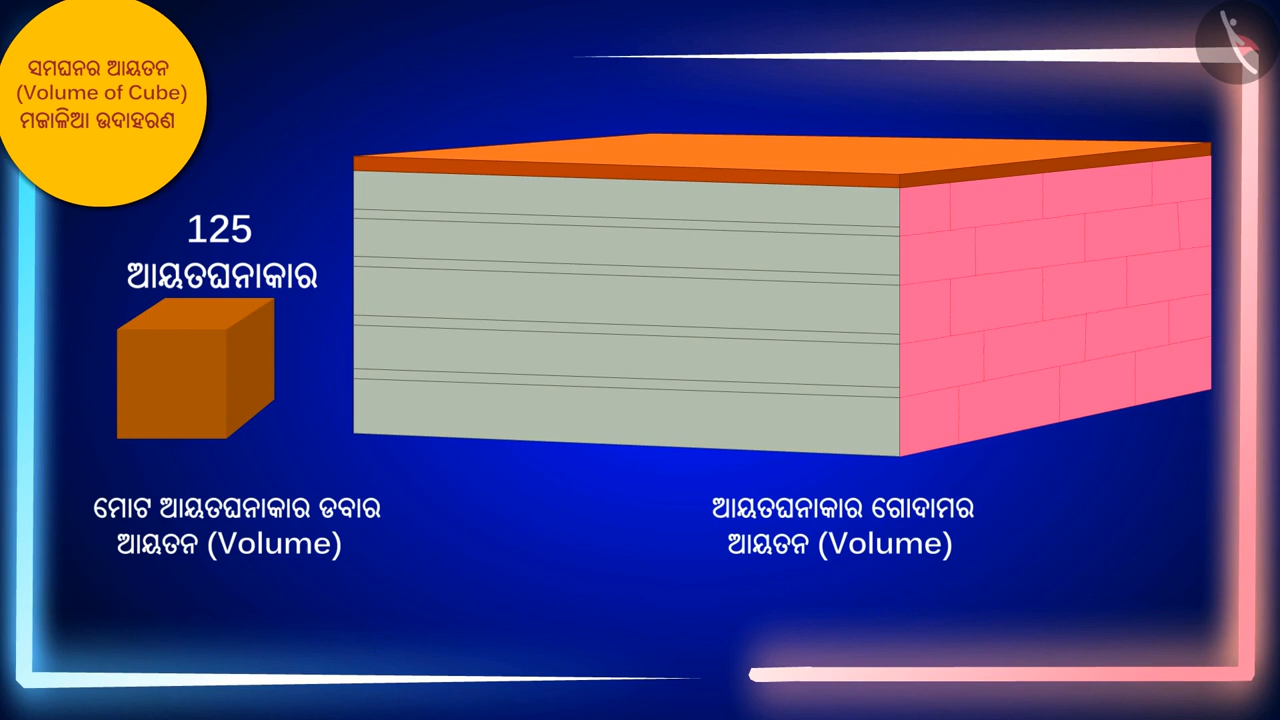 ସମଘନର ଆୟତନ
(Volume of Cube)
ମଜାଳିଆ ଉଦାହରଣ
125
ଆୟତଘନାକାର
ମୋଟ ଆୟତଘନାକାର ଡବାର
ଆୟତନ (Volume)
ଆୟତଘନାକାର ଗୋଦାମର
ଆୟତନ (Volume)